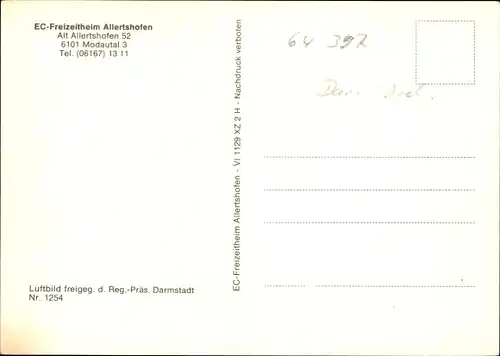 EC-Freizeitheim Allertshofen
Alt Allertshofen 52
6101 Modautal 3
Tel. (06167) 13 11
Luftbild freigeg. d. Reg.-Präs. Darmstadt
Nr. 1254
EC-Freizeitheim Allertshofen - VI 1129 XZ 2 H - Nachdruck verboten
64 397